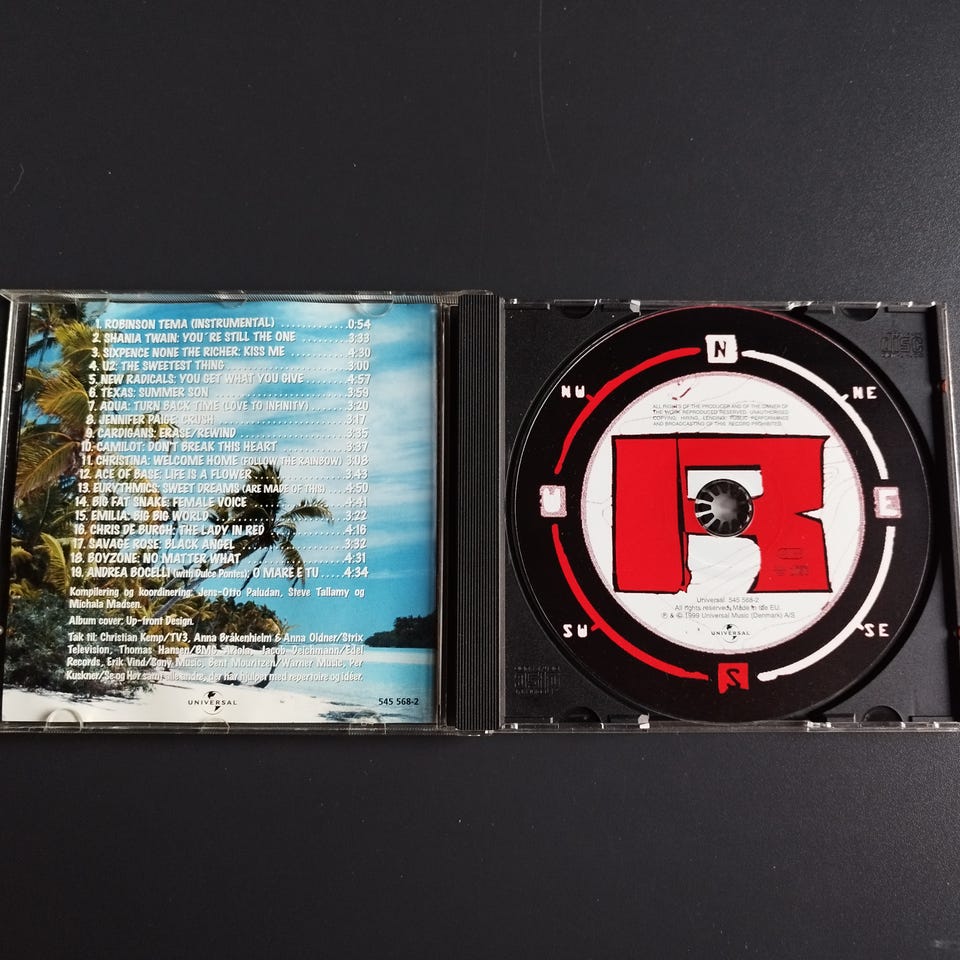 1. ROBINSON TEMA (INSTRUMENTAL) ............0:54
2. SHANIA TWAIN: YOU´RE STILL THE ONE ...........3:33
3. SIXPENCE NONE THE RICHER: KISS ME ............4:30
4. U2: THE SWEETEST THING ............3:00
5. NEW RADICALS: YOU GET WHAT YOU GIVE ........4:57
6. TEXAS: SUMMER SON ............3:59
7. AQUA: TURN BACK TIME (LOVE TO INFINITY) ......3:20
8. JENNIFER PAIGE: CRUSH ............3:17
9. CARDIGANS: ERASE/REWIND ............3:35
10. CAMILOT: DON'T BREAK THIS HEART ............3:37
11. CHRISTINA: WELCOME HOME (FOLLOW THE RAINBOW) 3:08
12. ACE OF BASE: LIFE IS A FLOWER ............3:43
13. EURYTHMICS: SWEET DREAMS (ARE MADE OF THIS) ....4:50
14. BIG FAT SNAKE: FEMALE VOICE ............4:41
15. EMILIA: BIG BIG WORLD ............3:22
16. CHRIS DE BURGH: THE LADY IN RED ............4:16
17. SAVAGE ROSE: BLACK ANGEL ............3:32
18. BOYZONE: NO MATTER WHAT ............4:31
19. ANDREA BOCELLI (with Dulce Pontes): O MARE E TU .....4:34
Kompilering og koordinering: Jens-Otto Paludan, Steve Tallamy og
Michala Madsen.
Album cover: Up-front Design.
Tak til: Christian Kemp/TV3, Anna Bråkenhielm & Anna Oldner/Strix
Television, Thomas Hansen/BMG Ariola, Jacob Deichmann/Edel
Records, Erik Vind/Sony Music, Bent Mouritzen/Warner Music, Per
Kuskner/Se og Hør samt alle andre, der har hjulpet med repertoire og idéer.
UNIVERSAL
545 568-2
N
NW
NE
ALL RIGHTS OF THE PRODUCER AND OF THE OWNER OF
THE WORK REPRODUCED RESERVED. UNAUTHORISED
COPYING, HIRING, LENDING, PUBLIC PERFORMANCE
AND BROADCASTING OF THIS RECORD PROHIBITED.
R
W
E
Universal 545 568-2
All rights reserved. Made in the EU.
℗ & © 1999 Universal Music (Denmark) A/S
UNIVERSAL
SW
SE
S